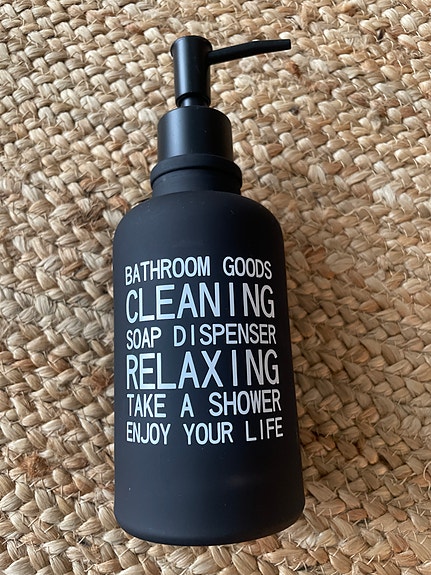 BATHROOM GOODS
CLEANING
SOAP DISPENSER
RELAXING
TAKE A SHOWER
ENJOY YOUR LIFE